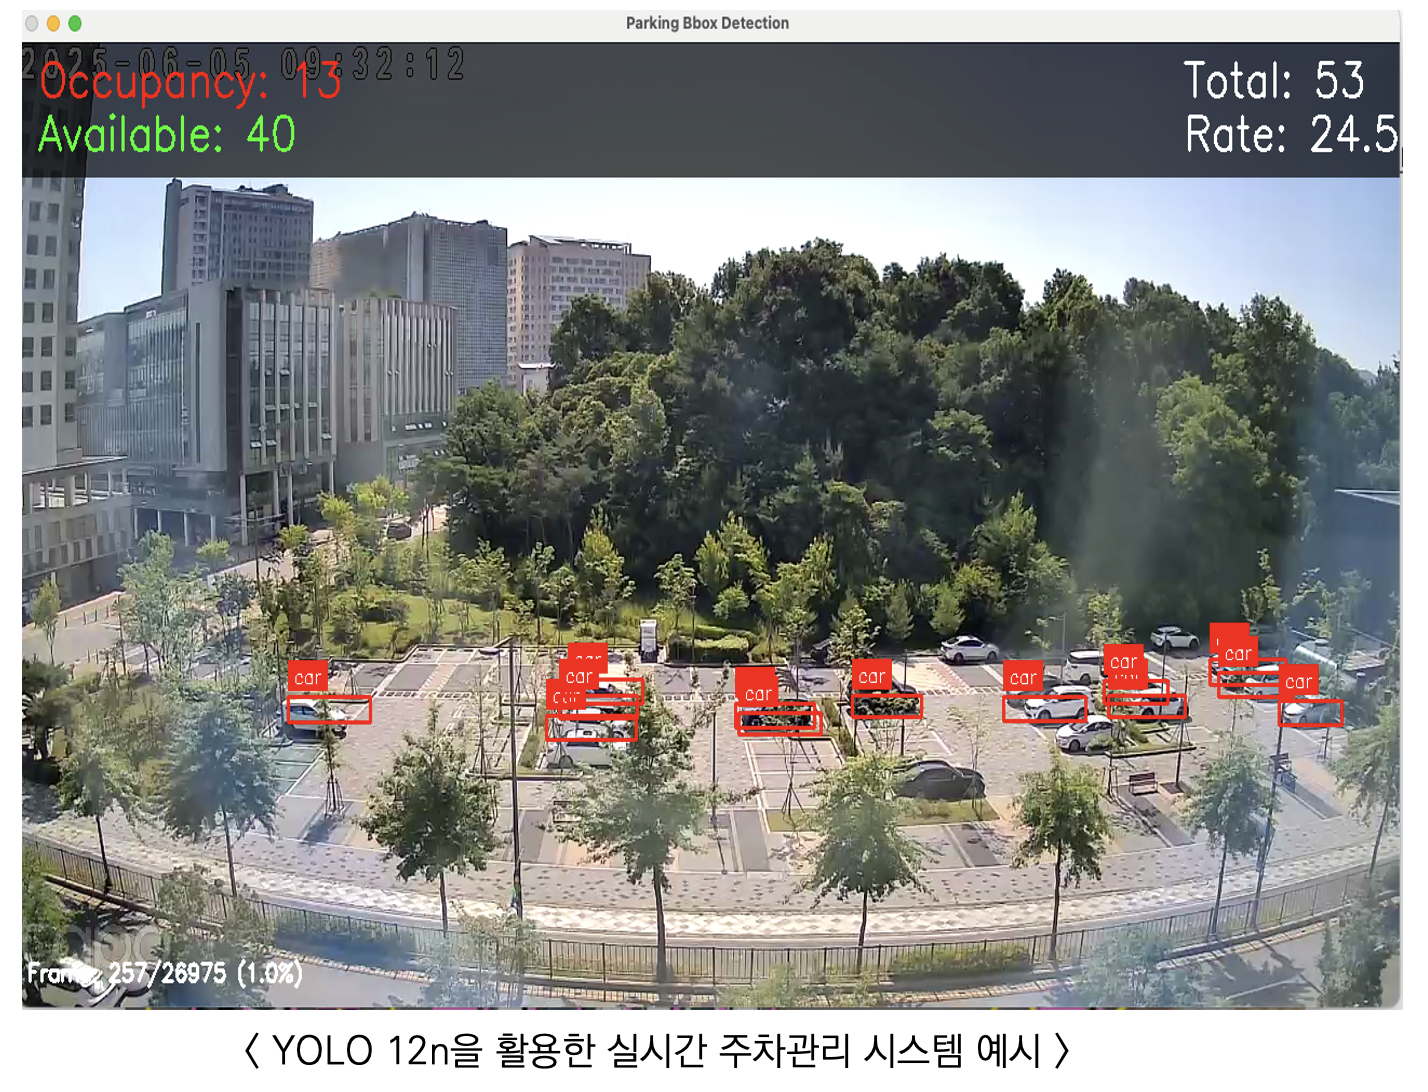 Parking Bbox Detection
2025-06-05 09:32:12
Occupancy: 13
Available: 40
Total: 53
Rate: 24.5
car
car
car
car
car
car
car
car
car
car
car
Frame: 257/26975 (1.0%)
< YOLO 12n을 활용한 실시간 주차관리 시스템 예시 >